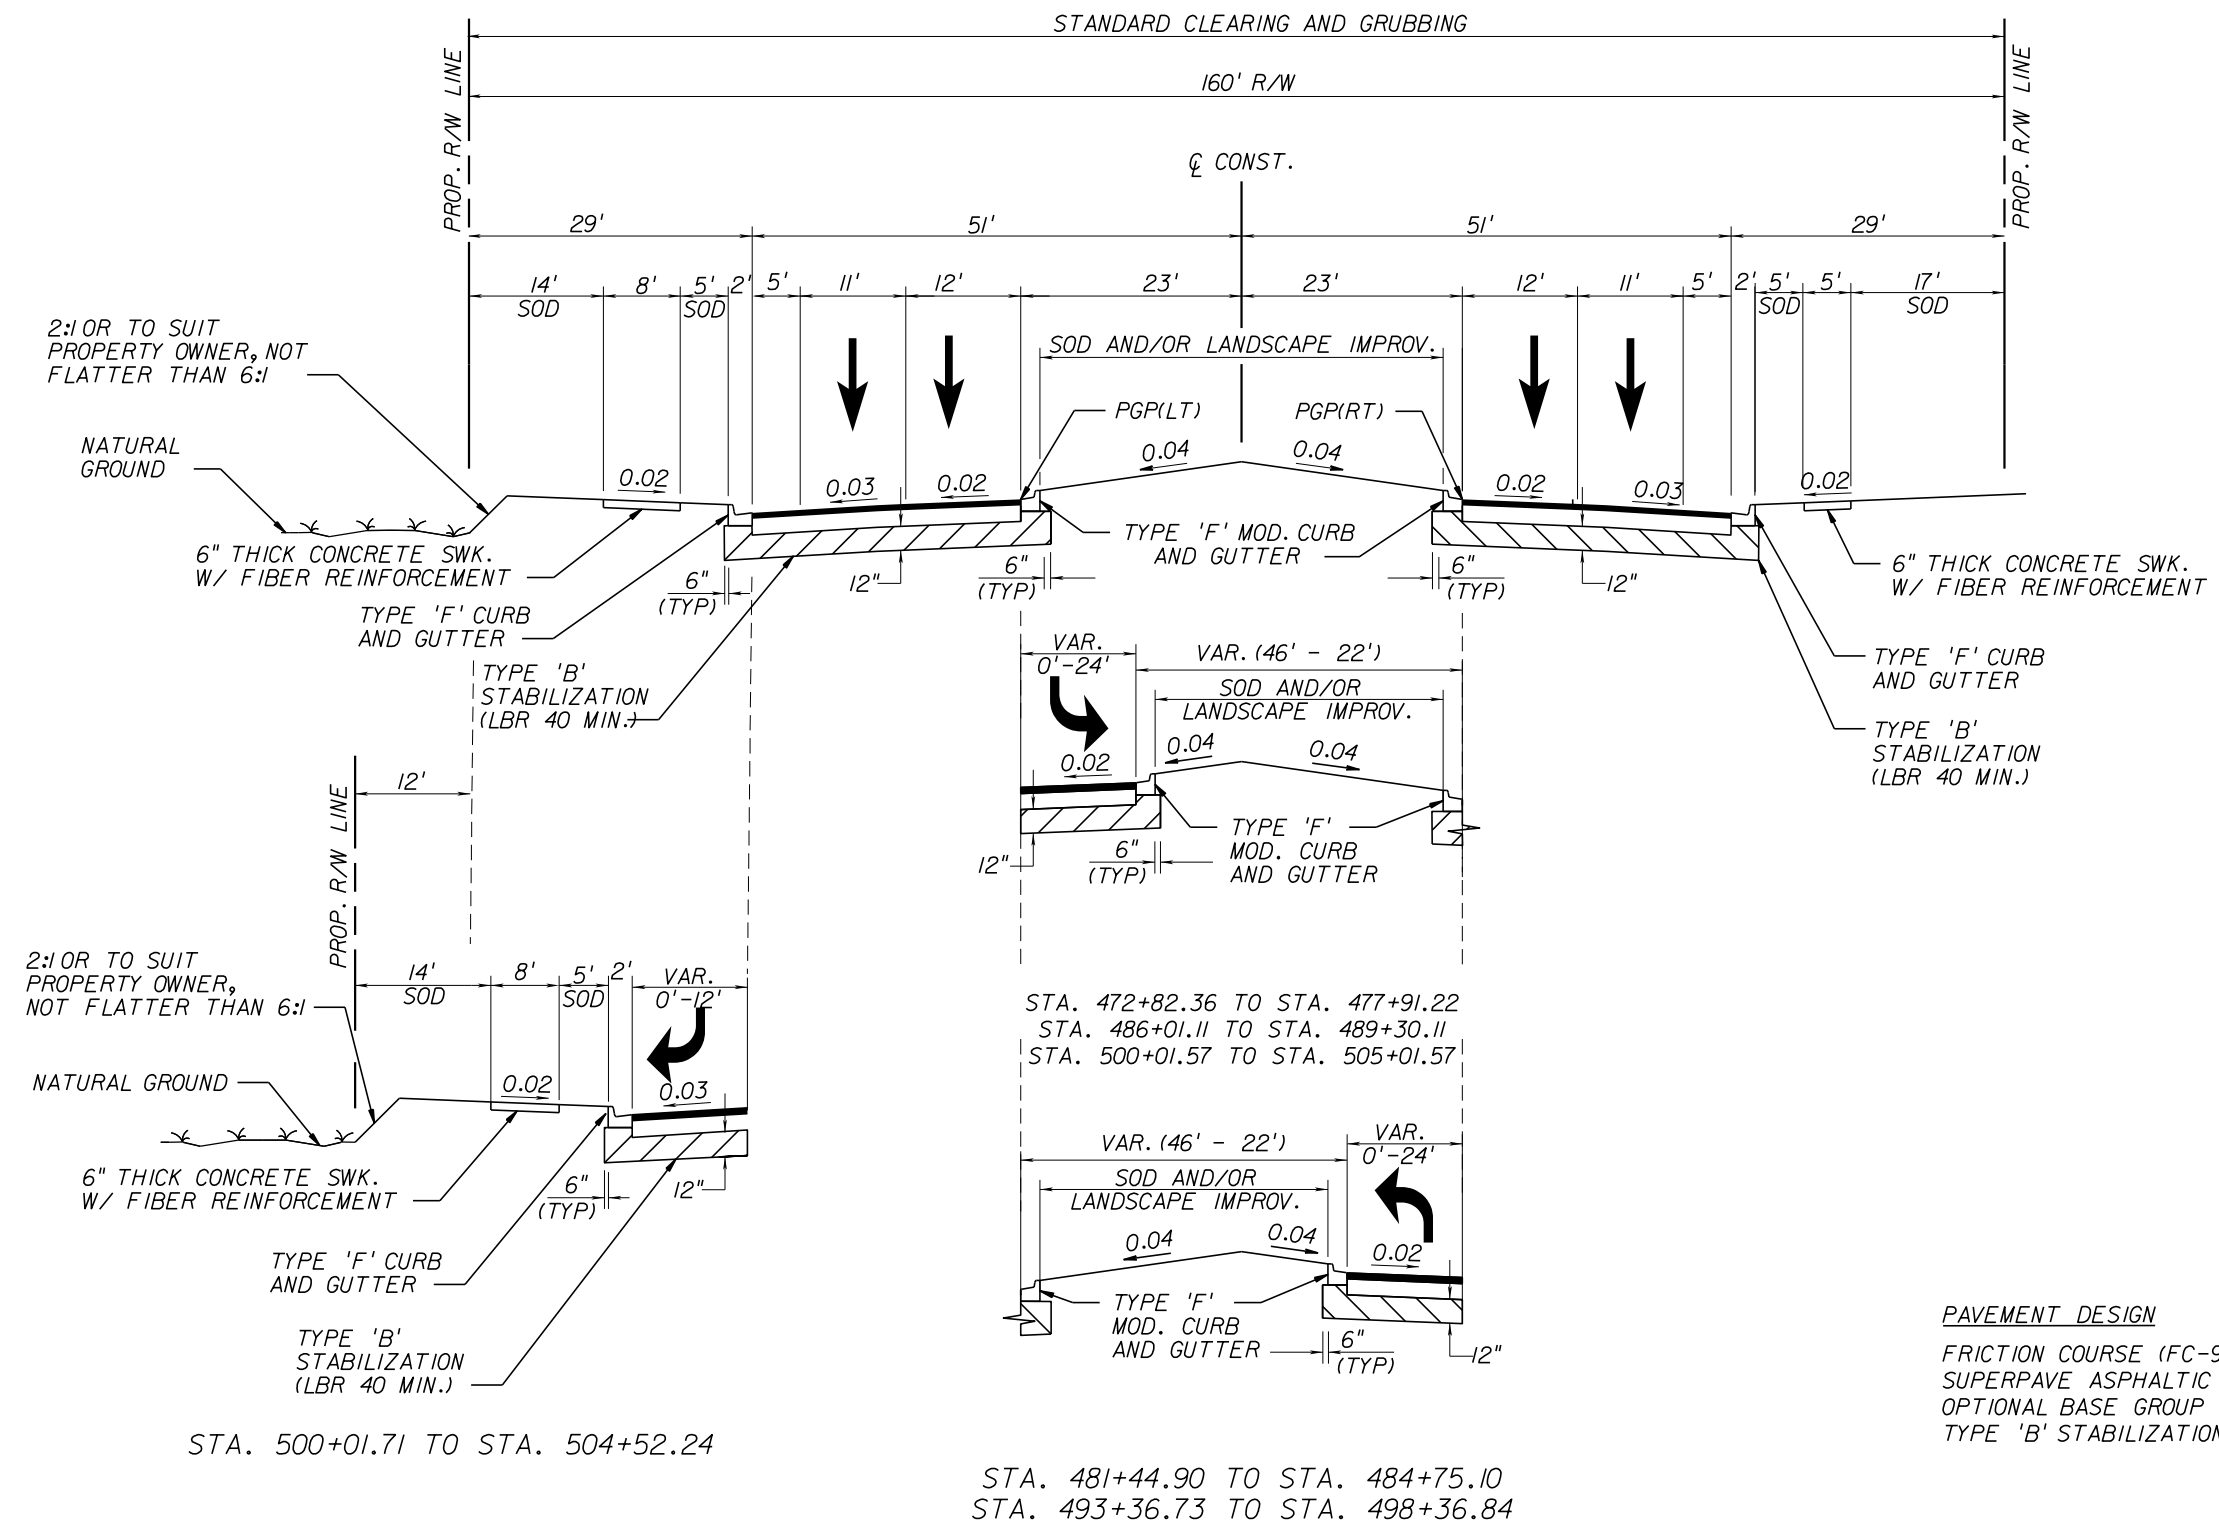 STANDARD CLEARING AND GRUBBING
160' R/W
PROP. R/W LINE
PROP. R/W LINE
℄ CONST.
29'
51'
51'
29'
14'
SOD
8'
5'
SOD
2'
5'
11'
12'
23'
23'
12'
11'
5'
2'
5'
SOD
5'
17'
SOD
2:1 OR TO SUIT
PROPERTY OWNER, NOT
FLATTER THAN 6:1
SOD AND/OR LANDSCAPE IMPROV.
PGP(LT)
PGP(RT)
NATURAL
GROUND
0.02
0.03
0.02
0.04
0.04
0.02
0.03
0.02
6" THICK CONCRETE SWK.
W/ FIBER REINFORCEMENT
TYPE 'F' MOD. CURB
AND GUTTER
6" THICK CONCRETE SWK.
W/ FIBER REINFORCEMENT
6"
(TYP)
12"
6"
(TYP)
6"
(TYP)
12"
TYPE 'F' CURB
AND GUTTER
TYPE 'B'
STABILIZATION
(LBR 40 MIN.)
TYPE 'F' CURB
AND GUTTER
TYPE 'B'
STABILIZATION
(LBR 40 MIN.)
VAR.
0'-24'
VAR. (46' - 22')
SOD AND/OR
LANDSCAPE IMPROV.
0.02
0.04
0.04
TYPE 'F'
MOD. CURB
AND GUTTER
12"
6"
(TYP)
STA. 472+82.36 TO STA. 477+91.22
STA. 486+01.11 TO STA. 489+30.11
STA. 500+01.57 TO STA. 505+01.57
PROP. R/W LINE
12'
2:1 OR TO SUIT
PROPERTY OWNER,
NOT FLATTER THAN 6:1
14'
SOD
8'
5'
SOD
2'
VAR.
0'-12'
NATURAL GROUND
0.02
0.03
6" THICK CONCRETE SWK.
W/ FIBER REINFORCEMENT
6"
(TYP)
12"
TYPE 'F' CURB
AND GUTTER
TYPE 'B'
STABILIZATION
(LBR 40 MIN.)
STA. 500+01.71 TO STA. 504+52.24
VAR. (46' - 22')
VAR.
0'-24'
SOD AND/OR
LANDSCAPE IMPROV.
0.04
0.04
0.02
TYPE 'F'
MOD. CURB
AND GUTTER
6"
(TYP)
12"
STA. 481+44.90 TO STA. 484+75.10
STA. 493+36.73 TO STA. 498+36.84
PAVEMENT DESIGN
FRICTION COURSE (FC-9
SUPERPAVE ASPHALTIC
OPTIONAL BASE GROUP
TYPE 'B' STABILIZATION